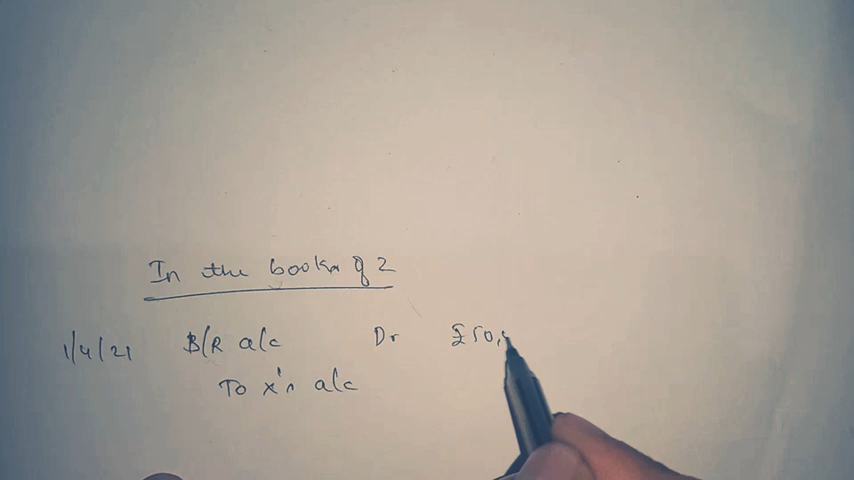 In the books of Z
1/4/21 B/R a/c Dr £50,
To X's a/c